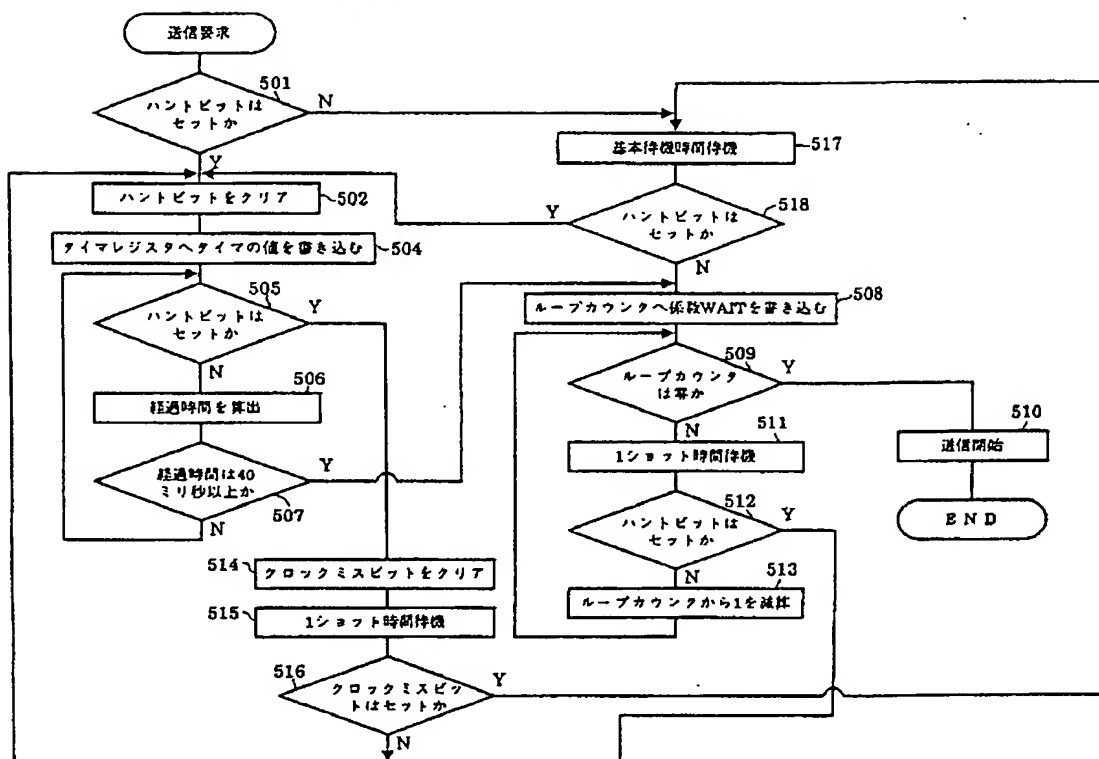 送信要求
501
ハントビットは
セットか
N
Y
ハントビットをクリア
502
タイマレジスタへタイマの値を書き込む
504
505
ハントビットは
セットか
Y
N
506
経過時間を算出
経過時間は40
ミリ秒以上か
507
Y
N
514
クロックミスビットをクリア
515
1ショット時間待機
516
クロックミスビッ
トはセットか
Y
N
基本待機時間待機
517
518
ハントビットは
セットか
Y
N
ループカウンタへ係数WAITを書き込む
508
509
ループカウンタ
は零か
Y
N
511
1ショット時間待機
512
ハントビットは
セットか
Y
N
513
ループカウンタから1を減算
510
送信開始
END